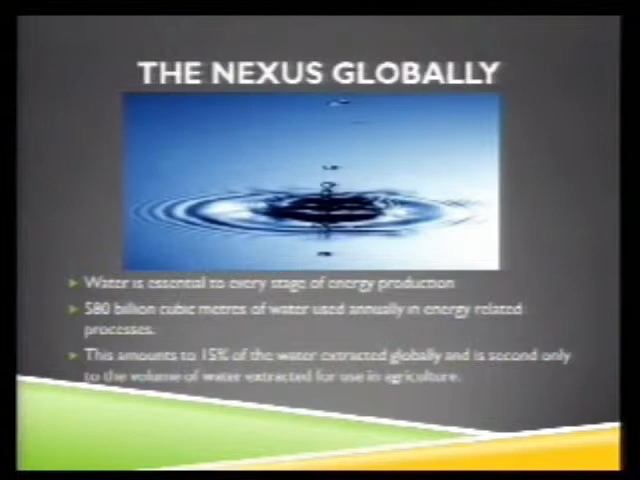 THE NEXUS GLOBALLY
Water is essential to every stage of energy production
580 billion cubic metres of water used annually in energy related
processes.
This amounts to 15% of the water extracted globally and is second only
to the volume of water extracted for use in agriculture.